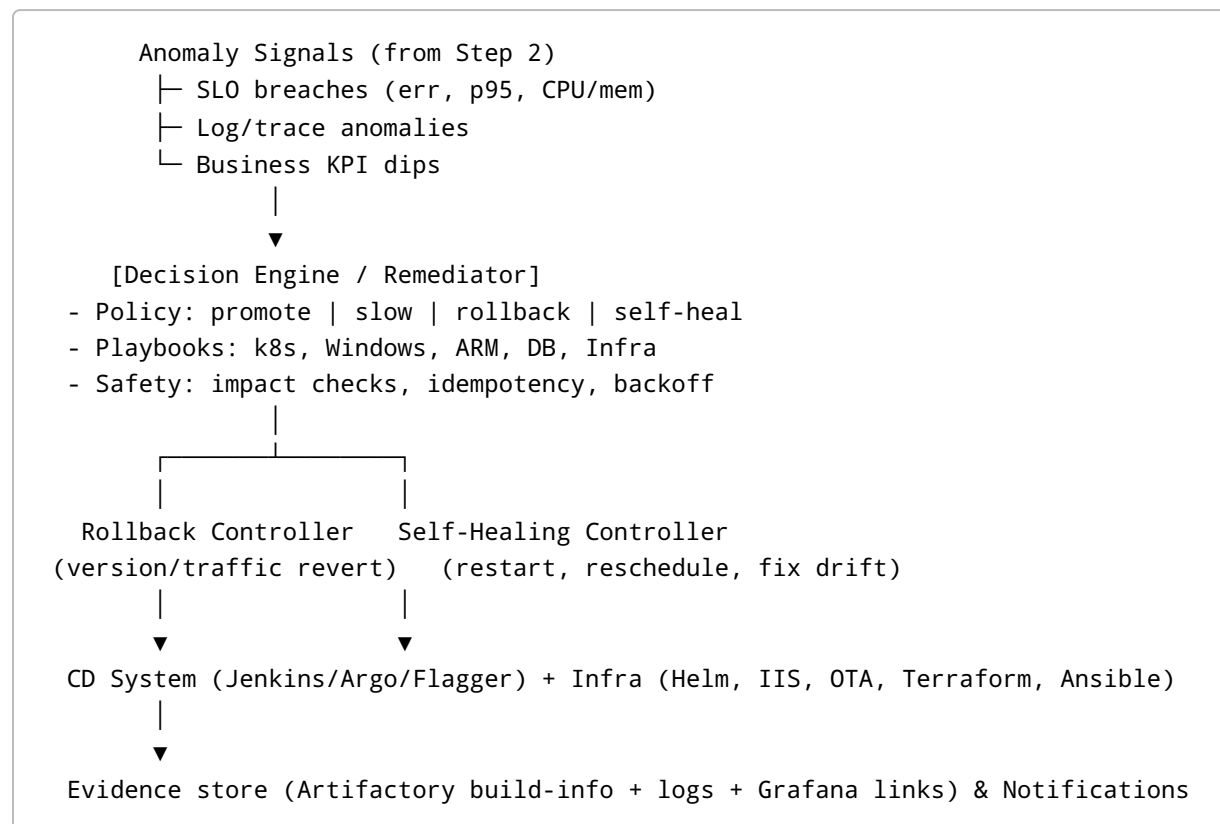 Anomaly Signals (from Step 2)
├─ SLO breaches (err, p95, CPU/mem)
├─ Log/trace anomalies
└─ Business KPI dips
[Decision Engine / Remediator]
- Policy: promote | slow | rollback | self-heal
- Playbooks: k8s, Windows, ARM, DB, Infra
- Safety: impact checks, idempotency, backoff
Rollback Controller   Self-Healing Controller
(version/traffic revert)   (restart, reschedule, fix drift)
CD System (Jenkins/Argo/Flagger) + Infra (Helm, IIS, OTA, Terraform, Ansible)
Evidence store (Artifactory build-info + logs + Grafana links) & Notifications